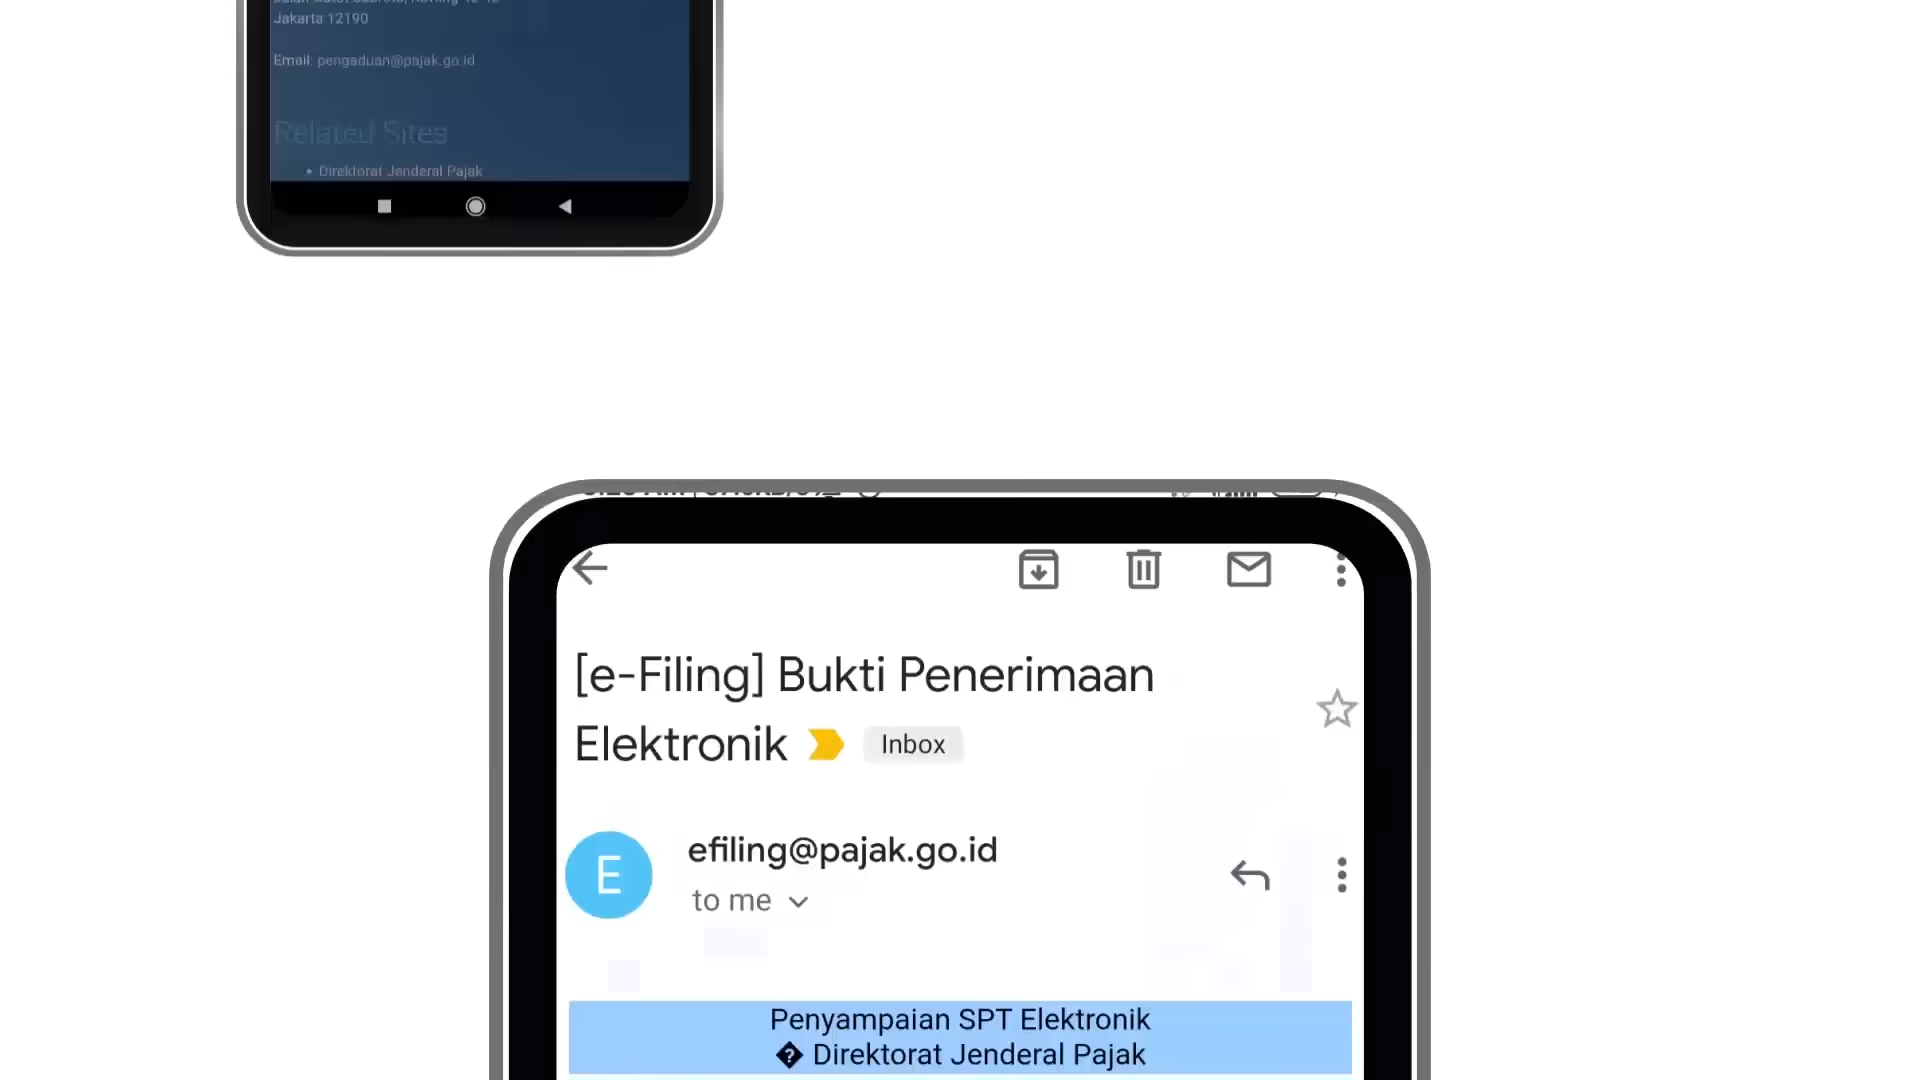 Jakarta 12190
Email: pengaduan@pajak.go.id
Related Sites
• Direktorat Jenderal Pajak
[e-Filing] Bukti Penerimaan
Elektronik
Inbox
E
efiling@pajak.go.id
to me
Penyampaian SPT Elektronik
� Direktorat Jenderal Pajak